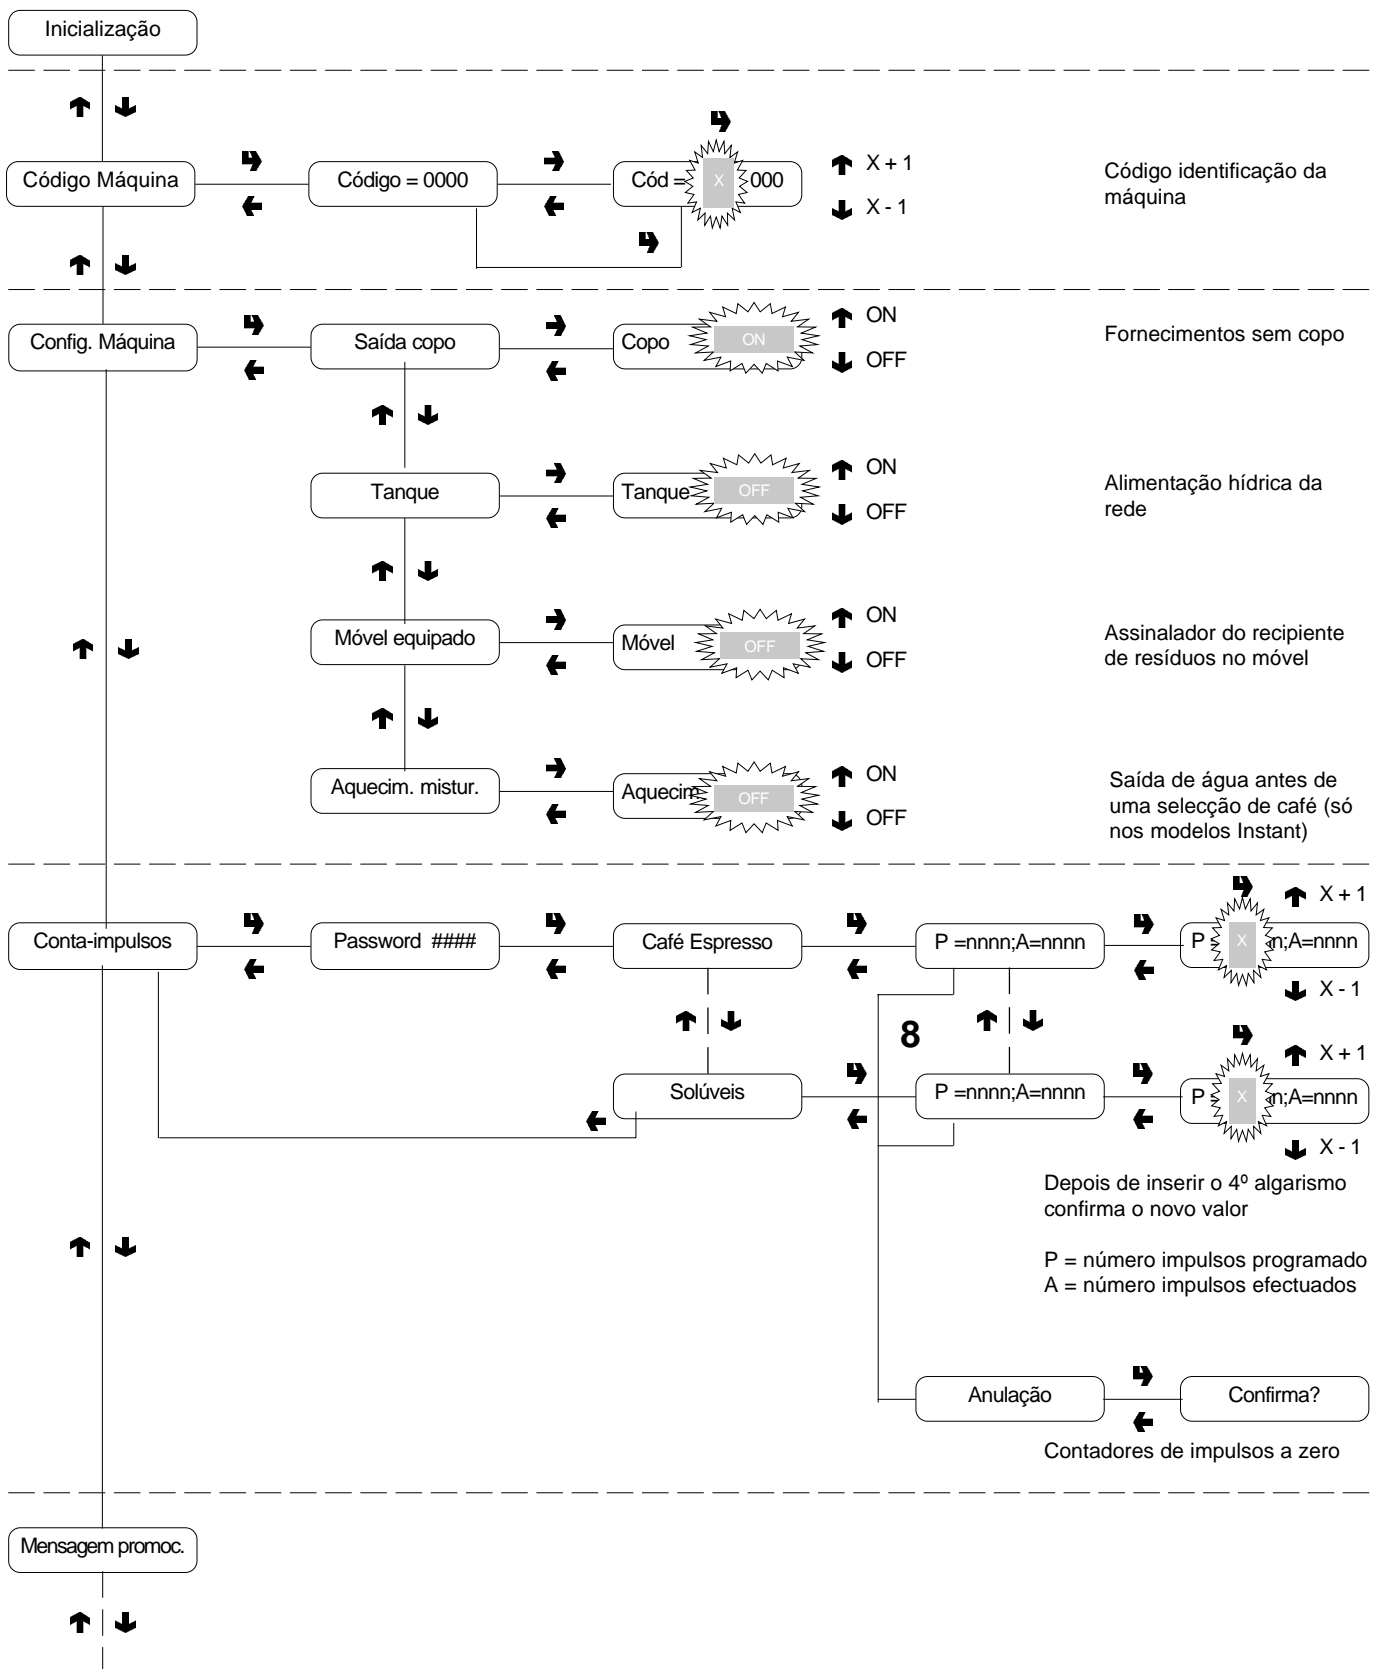 Inicialização
Código Máquina
Código = 0000
Cód = X 000
X + 1
X - 1
Código identificação da
máquina
Config. Máquina
Saída copo
Copo ON
ON
OFF
Fornecimentos sem copo
Tanque
Tanque OFF
ON
OFF
Alimentação hídrica da
rede
Móvel equipado
Móvel OFF
ON
OFF
Assinalador do recipiente
de resíduos no móvel
Aquecim. mistur.
Aquecim OFF
ON
OFF
Saída de água antes de
uma selecção de café (só
nos modelos Instant)
Conta-impulsos
Password ####
Café Espresso
P =nnnn;A=nnnn
P = X n;A=nnnn
X + 1
X - 1
8
Solúveis
P =nnnn;A=nnnn
P = X n;A=nnnn
X + 1
X - 1
Depois de inserir o 4º algarismo
confirma o novo valor
P = número impulsos programado
A = número impulsos efectuados
Anulação
Confirma?
Contadores de impulsos a zero
Mensagem promoc.